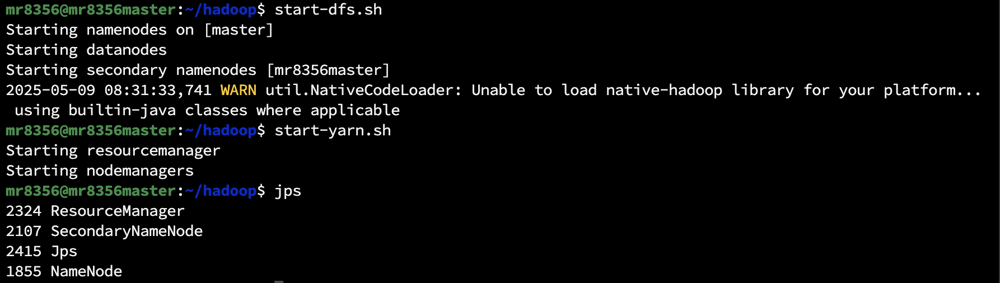 mr8356@mr8356master:~/hadoop$ start-dfs.sh
Starting namenodes on [master]
Starting datanodes
Starting secondary namenodes [mr8356master]
2025-05-09 08:31:33,741 WARN util.NativeCodeLoader: Unable to load native-hadoop library for your platform...
 using builtin-java classes where applicable
mr8356@mr8356master:~/hadoop$ start-yarn.sh
Starting resourcemanager
Starting nodemanagers
mr8356@mr8356master:~/hadoop$ jps
2324 ResourceManager
2107 SecondaryNameNode
2415 Jps
1855 NameNode